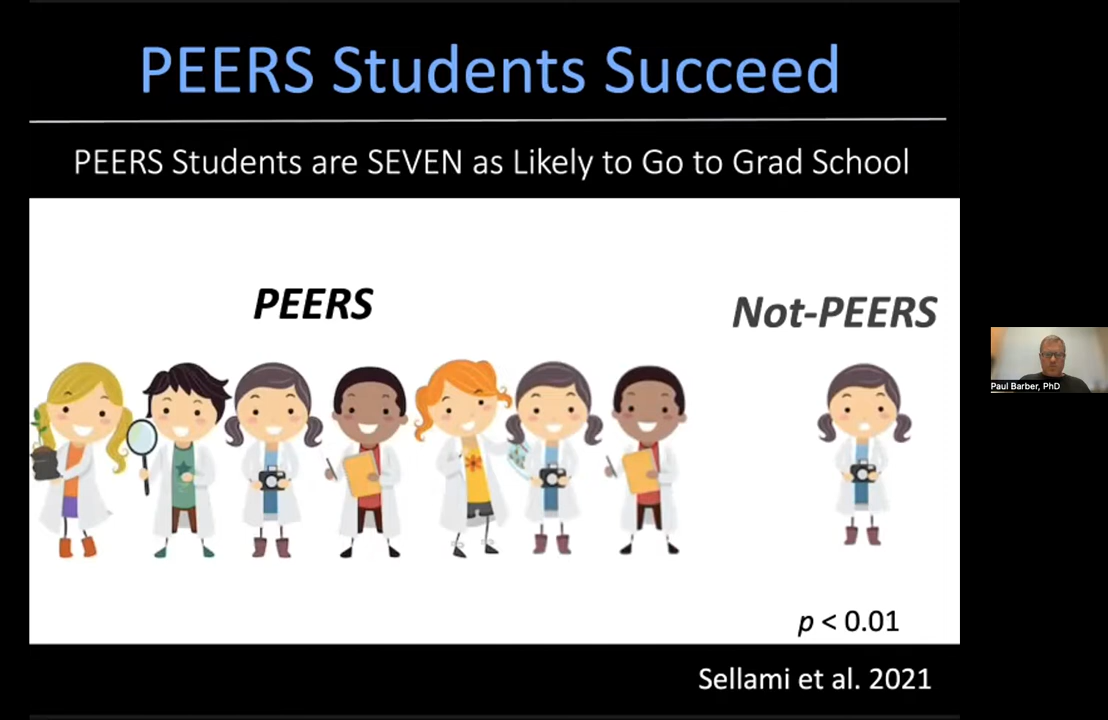 PEERS Students Succeed
PEERS Students are SEVEN as Likely to Go to Grad School
PEERS
Not-PEERS
p < 0.01
Sellami et al. 2021
Paul Barber, PhD